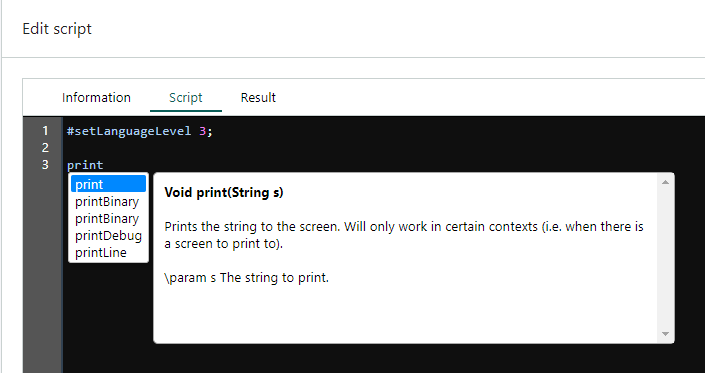 Edit script
Information Script Result
1 #setLanguageLevel 3;
2
3 print
print
printBinary
printBinary
printDebug
printLine
Void print(String s)
Prints the string to the screen. Will only work in certain contexts (i.e. when there is
a screen to print to).
\param s The string to print.